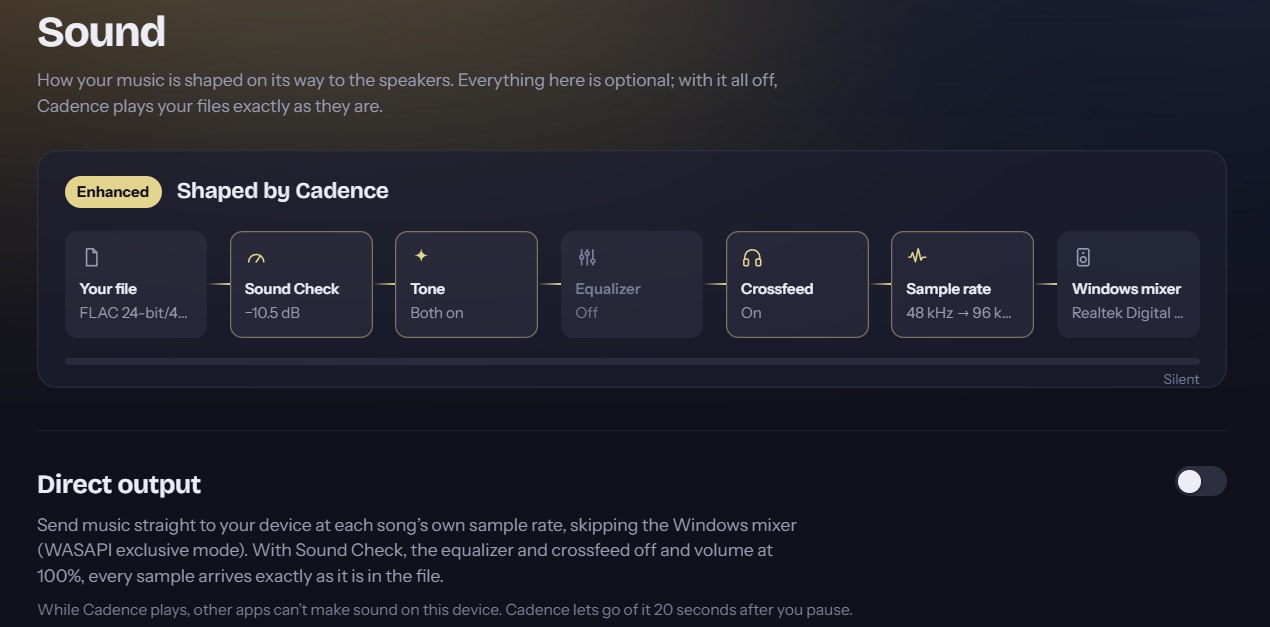 Sound
How your music is shaped on its way to the speakers. Everything here is optional; with it all off,
Cadence plays your files exactly as they are.
Enhanced Shaped by Cadence
Your file
FLAC 24-bit/4...
Sound Check
−10.5 dB
Tone
Both on
Equalizer
Off
Crossfeed
On
Sample rate
48 kHz → 96 k...
Windows mixer
Realtek Digital ...
Silent
Direct output
Send music straight to your device at each song’s own sample rate, skipping the Windows mixer
(WASAPI exclusive mode). With Sound Check, the equalizer and crossfeed off and volume at
100%, every sample arrives exactly as it is in the file.
While Cadence plays, other apps can’t make sound on this device. Cadence lets go of it 20 seconds after you pause.